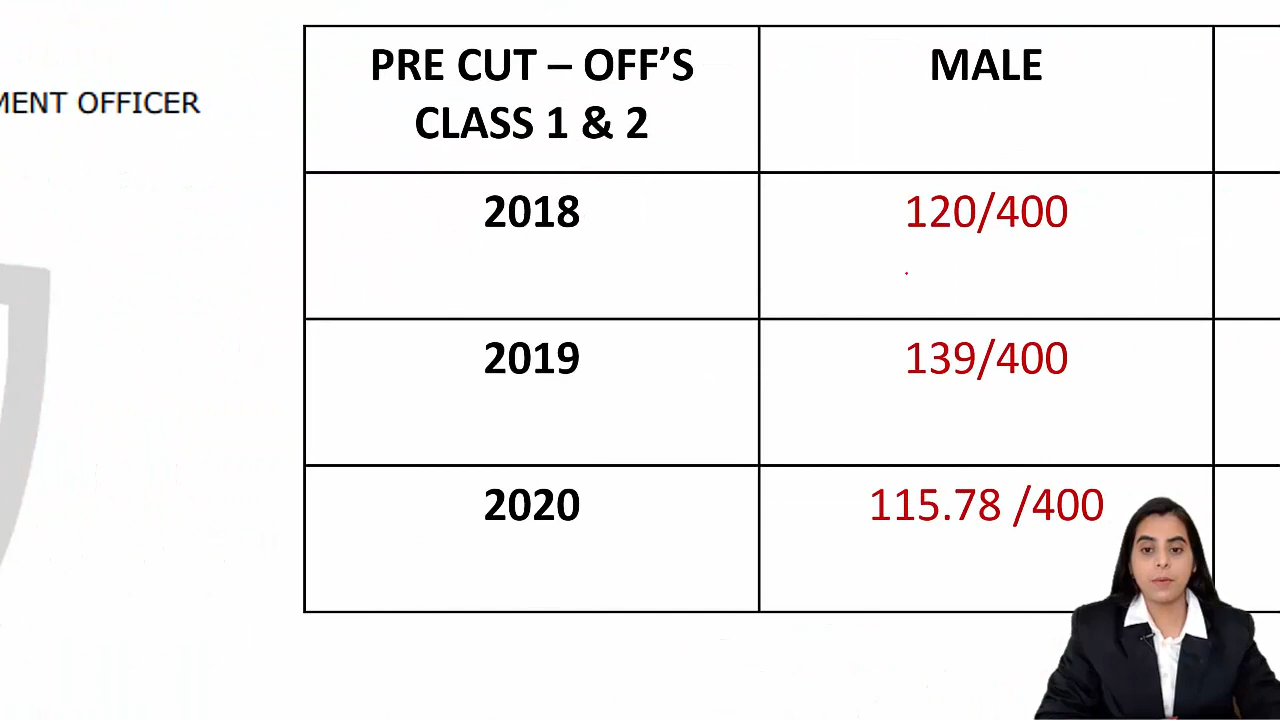 MENT OFFICER
PRE CUT – OFF’S
CLASS 1 & 2
MALE
2018
120/400
2019
139/400
2020
115.78 /400